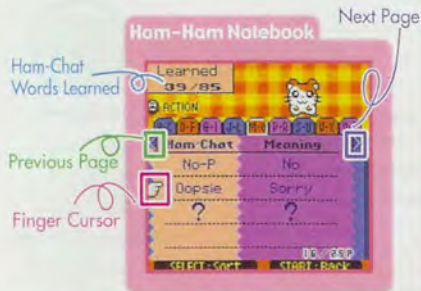 Next Page
Ham-Ham Notebook
Learned
39/85
Ham-Chat
Words Learned
ACTION
D-F G-I J-L M-O P-R S-U V-Y
Previous Page
Ham-Chat Meaning
No-P No
Oopsie Sorry
? ?
Finger Cursor
SELECT-Sort START-Back